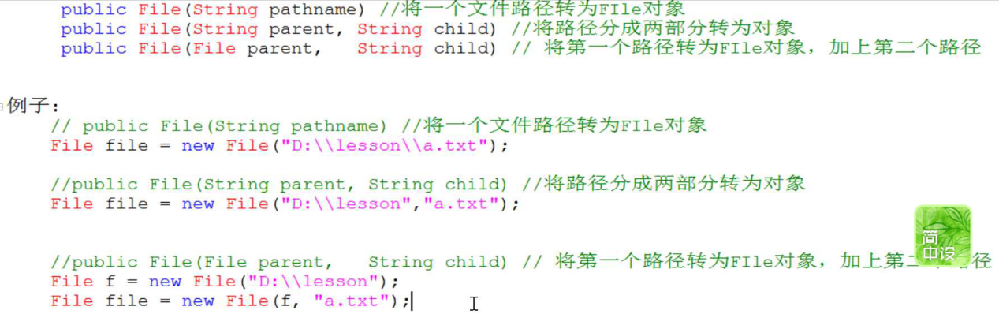 public File(String pathname) //将一个文件路径转为FIle对象
public File(String parent, String child) //将路径分成两部分转为对象
public File(File parent,   String child) // 将第一个路径转为FIle对象，加上第二个路径
例子：
// public File(String pathname) //将一个文件路径转为FIle对象
File file = new File("D:\\lesson\\a.txt");
//public File(String parent, String child) //将路径分成两部分转为对象
File file = new File("D:\\lesson","a.txt");
//public File(File parent,   String child) // 将第一个路径转为FIle对象，加上第二 路径
File f = new File("D:\\lesson");
File file = new File(f, "a.txt");
简
中设